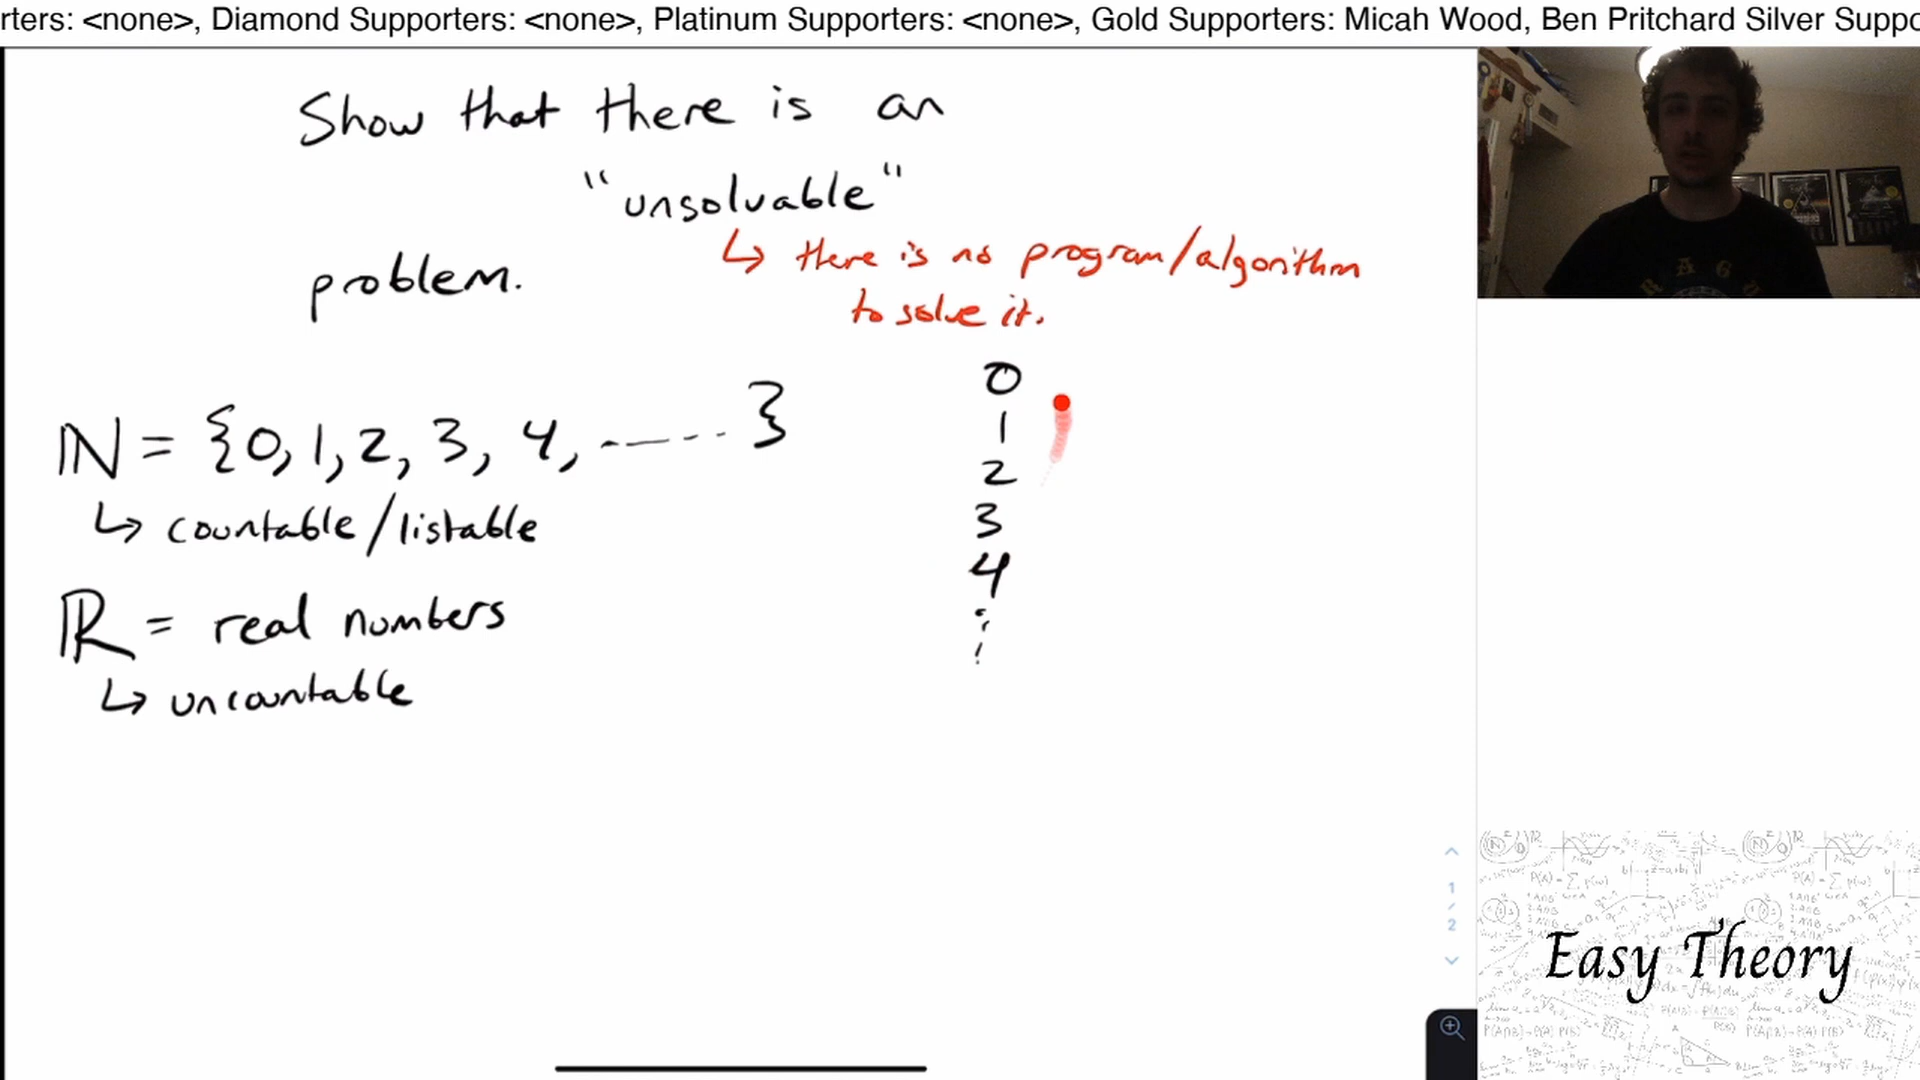 rters: <none>, Diamond Supporters: <none>, Platinum Supporters: <none>, Gold Supporters: Micah Wood, Ben Pritchard Silver Suppo
Show that there is an
"unsolvable"
↳ there is no program/algorithm
to solve it.
problem.
ℕ = {0, 1, 2, 3, 4, ......}
↳ countable/listable
ℝ = real numbers
↳ uncountable
0
1
2
3
4
⋮
1
/
2
Easy Theory